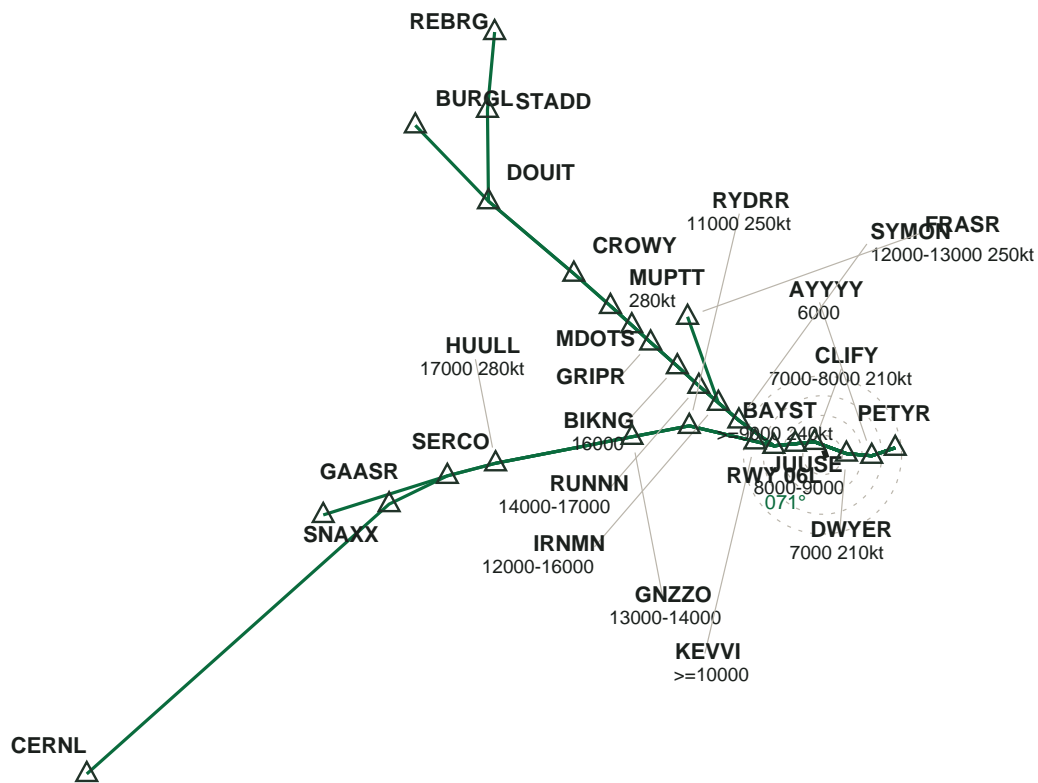 REBRG
BURGL
STADD
DOUIT
RYDRR
11000 250kt
FRASR
SYMON
12000-13000 250kt
CROWY
MUPTT
280kt
AYYYY
6000
MDOTS
HUULL
17000 280kt
CLIFY
7000-8000 210kt
GRIPR
BAYST
>=9000 240kt
PETYR
BIKNG
16000
SERCO
GAASR
JUUSE
8000-9000
RWY 06L
071°
RUNNN
14000-17000
SNAXX
DWYER
7000 210kt
IRNMN
12000-16000
GNZZO
13000-14000
KEVVI
>=10000
CERNL